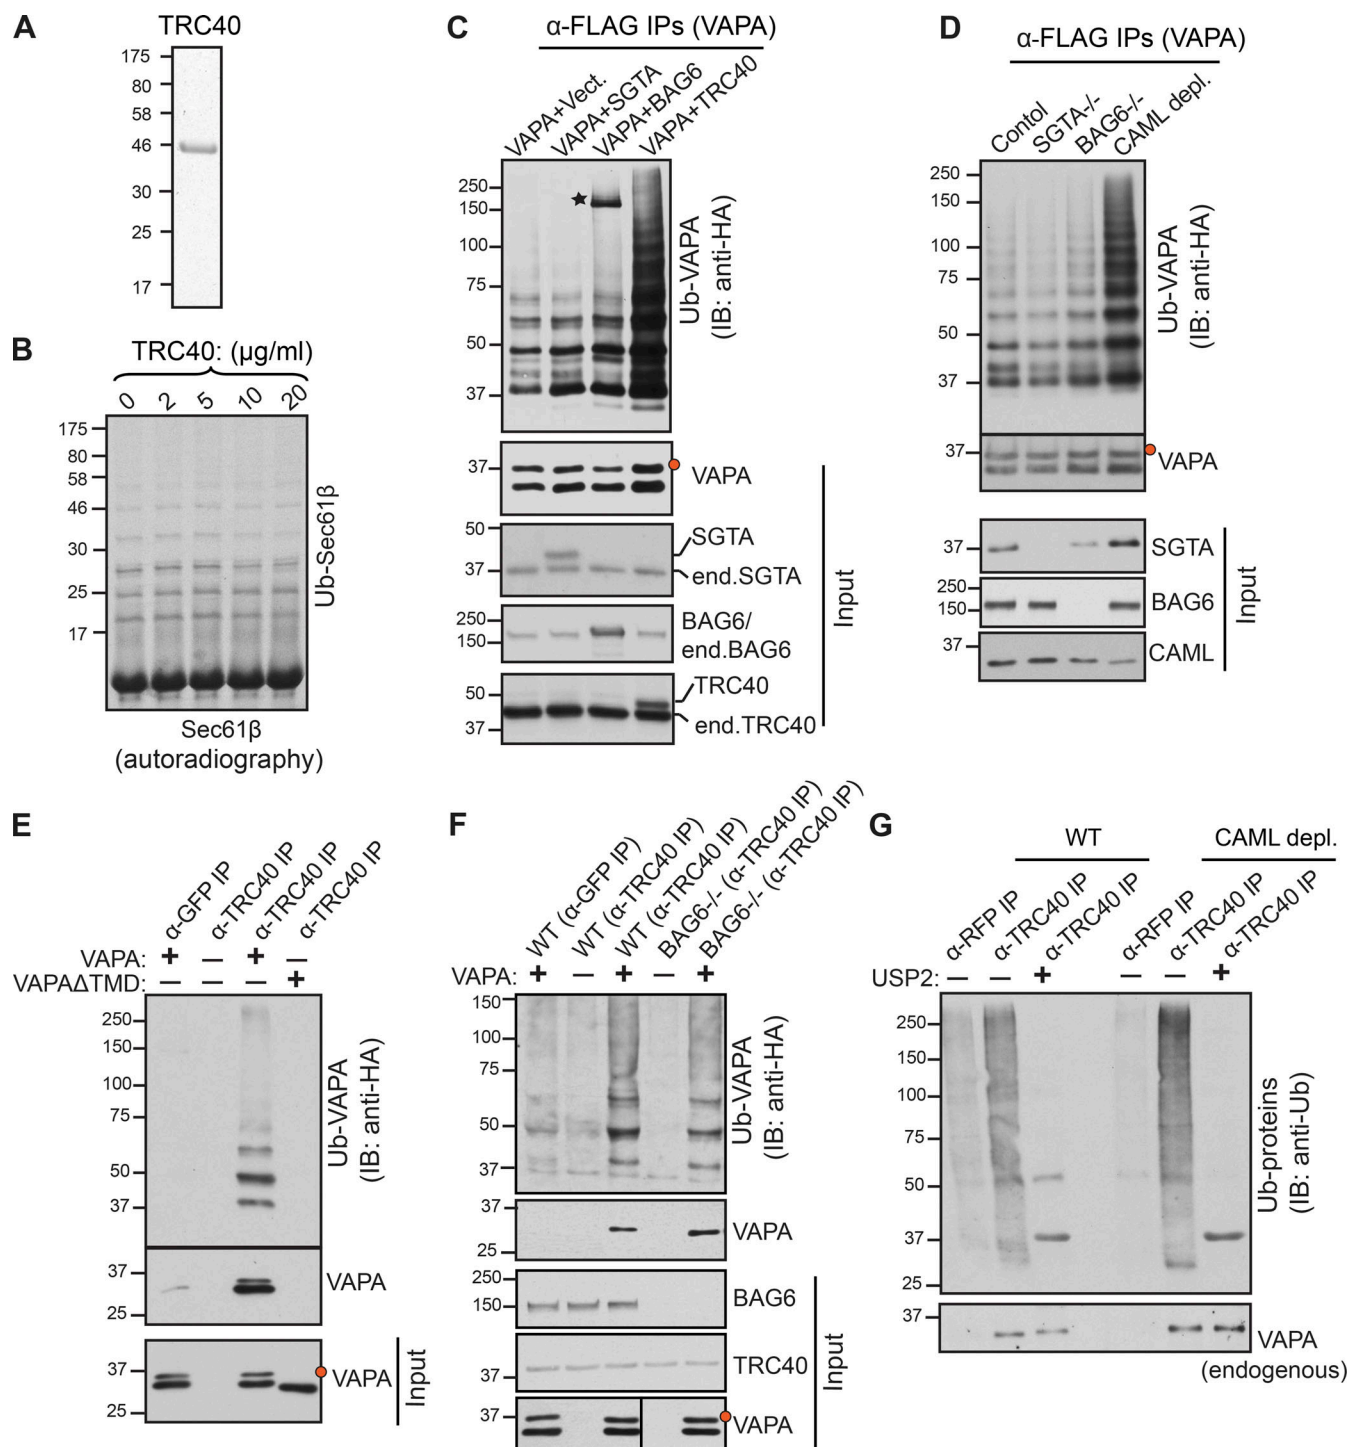 A
TRC40
175
80
58
46
30
25
17
B
TRC40: (µg/ml)
0 2 5 10 20
175
80
58
46
30
25
17
Ub-Sec61β
Sec61β
(autoradiography)
C
α-FLAG IPs (VAPA)
VAPA+Vect.
VAPA+SGTA
VAPA+BAG6
VAPA+TRC40
250
150
100
75
50
37
Ub-VAPA
(IB: anti-HA)
37
VAPA
50
37
SGTA
end.SGTA
250
150
BAG6/
end.BAG6
50
37
TRC40
end.TRC40
Input
D
α-FLAG IPs (VAPA)
Contol
SGTA-/-
BAG6-/-
CAML depl.
250
150
100
75
50
37
Ub-VAPA
(IB: anti-HA)
37
VAPA
37
SGTA
250
150
BAG6
37
CAML
Input
E
α-GFP IP
α-TRC40 IP
α-TRC40 IP
α-TRC40 IP
VAPA: + — + —
VAPAΔTMD: — — — +
250
150
100
75
50
37
Ub-VAPA
(IB: anti-HA)
37
25
VAPA
37
25
VAPA
Input
F
WT (α-GFP IP)
WT (α-TRC40 IP)
WT (α-TRC40 IP)
BAG6-/- (α-TRC40 IP)
BAG6-/- (α-TRC40 IP)
VAPA: + — + — +
150
100
75
50
37
Ub-VAPA
(IB: anti-HA)
37
25
VAPA
250
150
BAG6
37
TRC40
37
VAPA
Input
G
WT
CAML depl.
α-RFP IP
α-TRC40 IP
α-TRC40 IP
α-RFP IP
α-TRC40 IP
α-TRC40 IP
USP2: — — + — — +
250
150
100
75
50
37
25
Ub-proteins
(IB: anti-Ub)
37
VAPA
(endogenous)